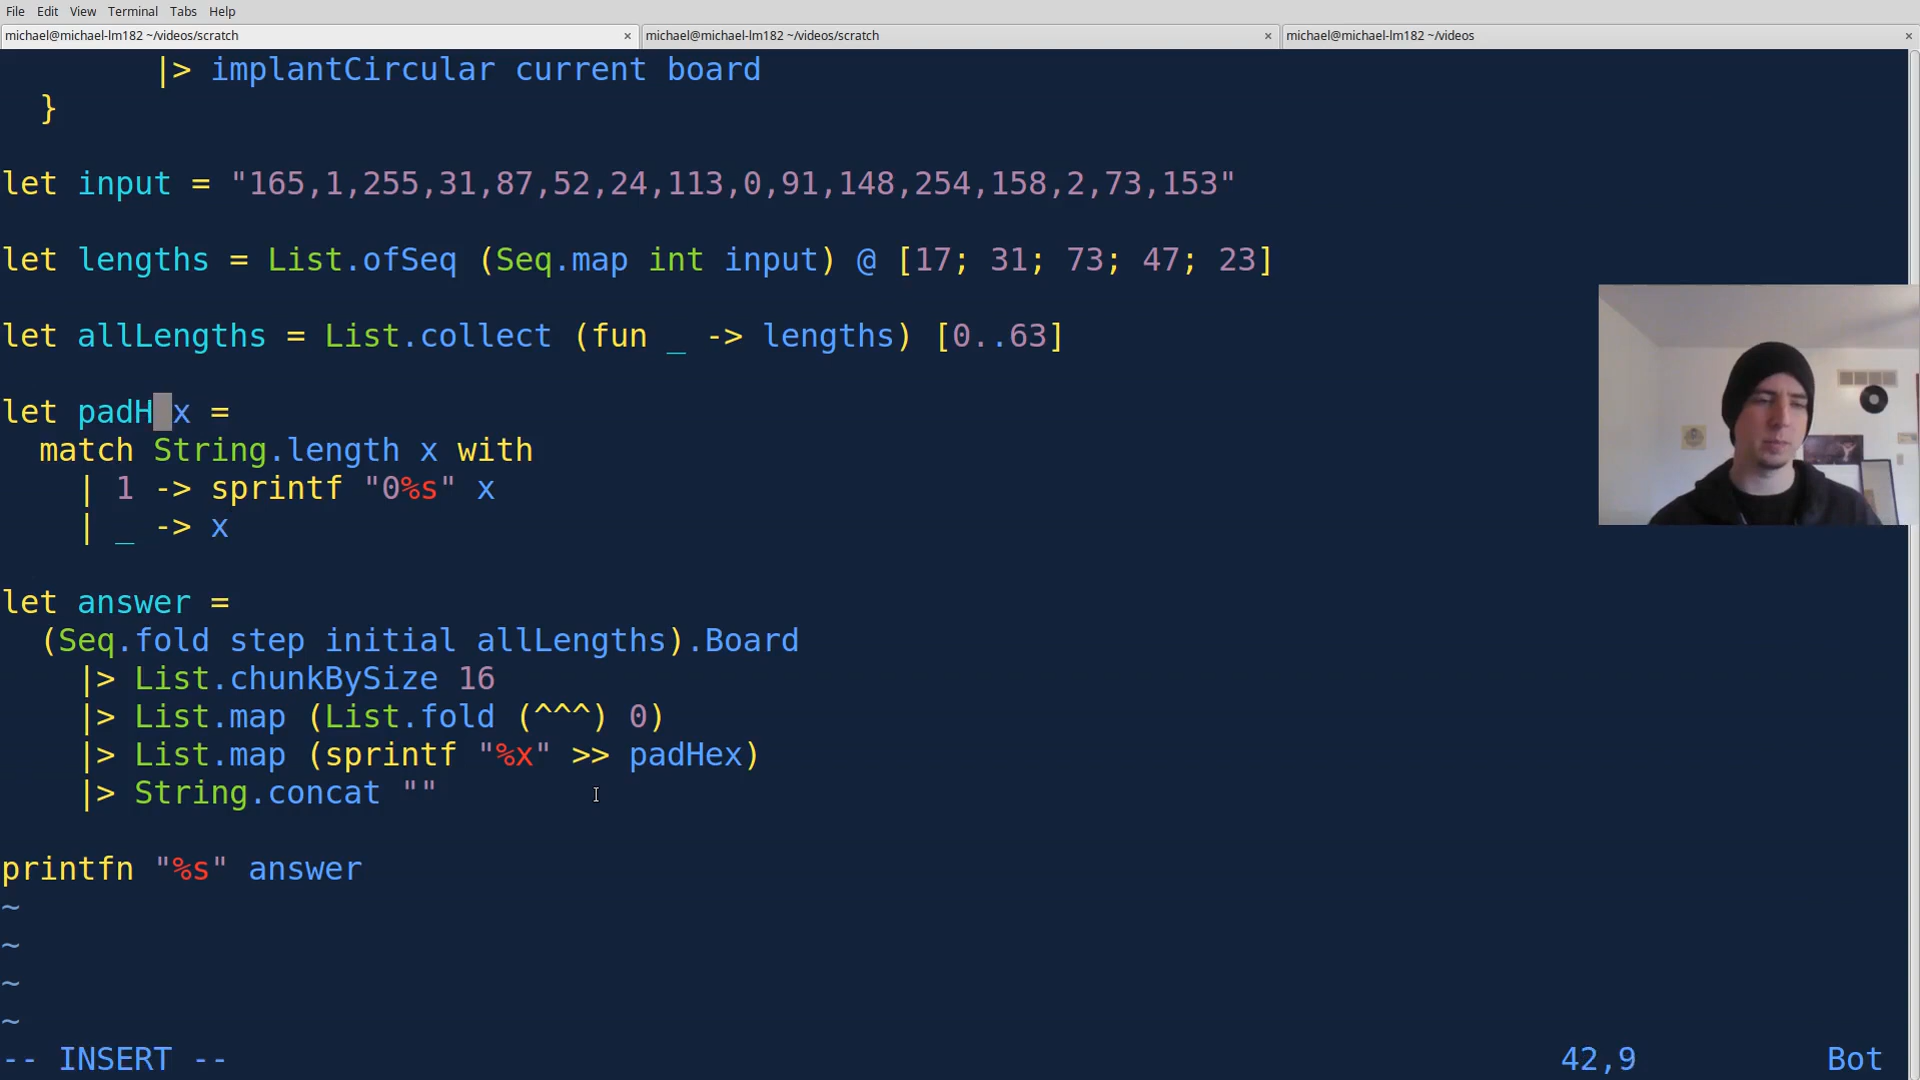 File Edit View Terminal Tabs Help
michael@michael-lm182 ~/videos/scratch × michael@michael-lm182 ~/videos/scratch × michael@michael-lm182 ~/videos ×
|> implantCircular current board
}
let input = "165,1,255,31,87,52,24,113,0,91,148,254,158,2,73,153"
let lengths = List.ofSeq (Seq.map int input) @ [17; 31; 73; 47; 23]
let allLengths = List.collect (fun _ -> lengths) [0..63]
let padH x =
match String.length x with
| 1 -> sprintf "0%s" x
| _ -> x
let answer =
(Seq.fold step initial allLengths).Board
|> List.chunkBySize 16
|> List.map (List.fold (^^^) 0)
|> List.map (sprintf "%x" >> padHex)
|> String.concat ""
printfn "%s" answer
~
~
~
~
-- INSERT -- 42,9 Bot